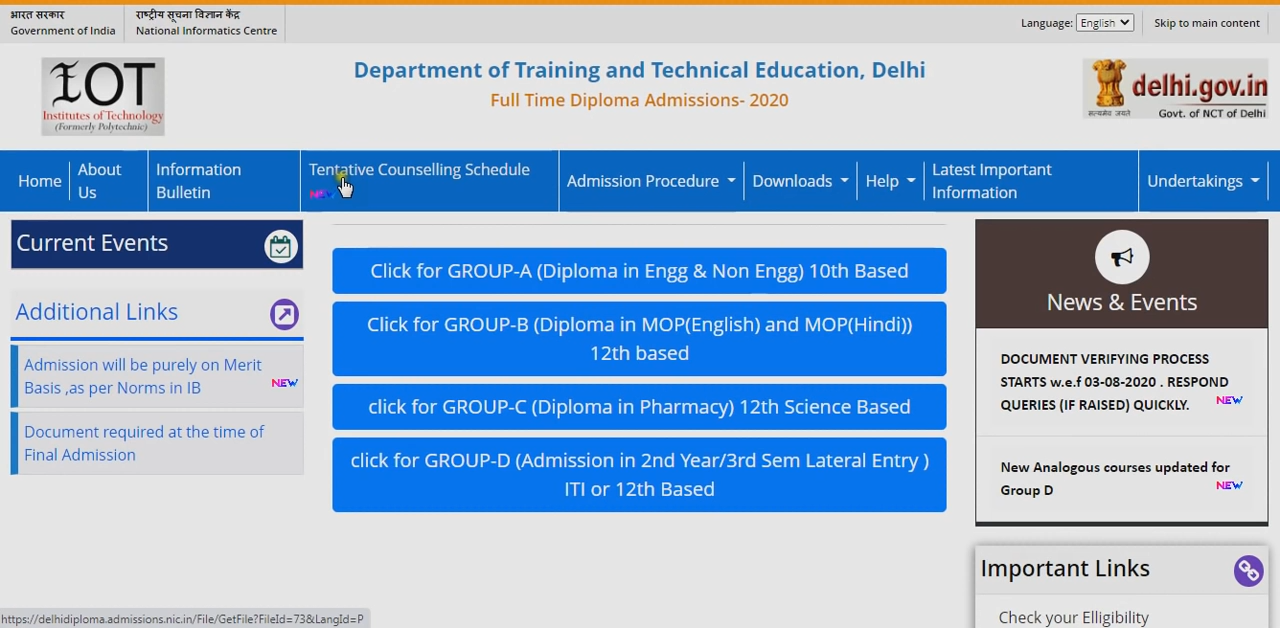 भारत सरकार
Government of India
राष्ट्रीय सूचना विज्ञान केंद्र
National Informatics Centre
Language: English
Skip to main content
IOT
Institutes of Technology
(Formerly Polytechnic)
Department of Training and Technical Education, Delhi
Full Time Diploma Admissions- 2020
delhi.gov.in
सत्यमेव जयते
Govt. of NCT of Delhi
Home
About
Us
Information
Bulletin
Tentative Counselling Schedule
NEW
Admission Procedure
Downloads
Help
Latest Important
Information
Undertakings
Current Events
Additional Links
Admission will be purely on Merit
Basis ,as per Norms in IB NEW
Document required at the time of
Final Admission
Click for GROUP-A (Diploma in Engg & Non Engg) 10th Based
Click for GROUP-B (Diploma in MOP(English) and MOP(Hindi))
12th based
click for GROUP-C (Diploma in Pharmacy) 12th Science Based
click for GROUP-D (Admission in 2nd Year/3rd Sem Lateral Entry )
ITI or 12th Based
News & Events
DOCUMENT VERIFYING PROCESS
STARTS w.e.f 03-08-2020 . RESPOND
QUERIES (IF RAISED) QUICKLY. NEW
New Analogous courses updated for
Group D NEW
Important Links
Check your Elligibility
https://delhidiploma.admissions.nic.in/File/GetFile?FileId=73&LangId=P